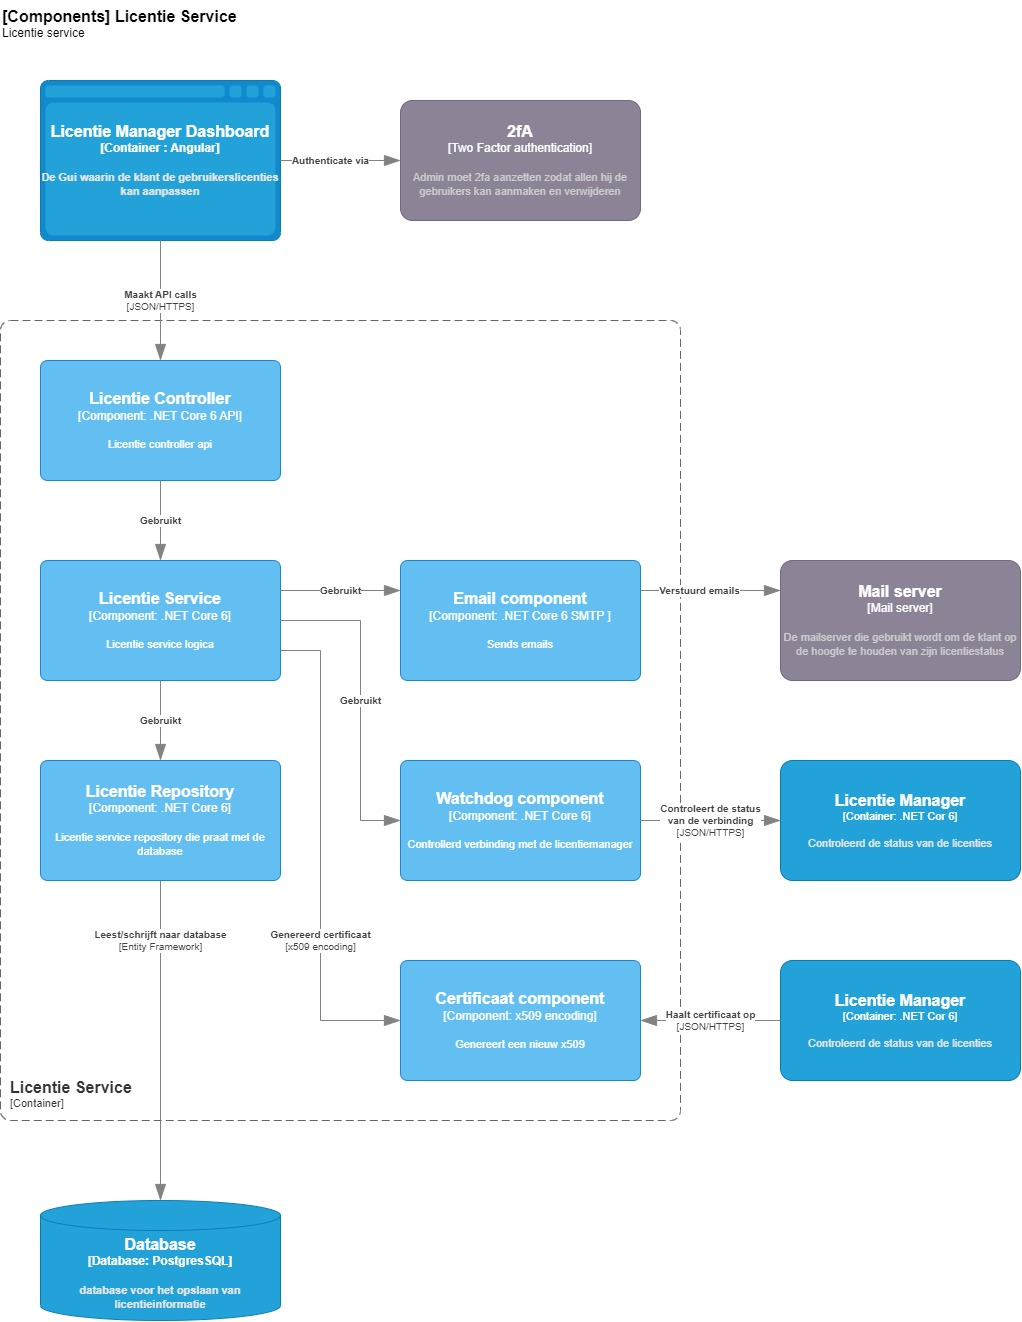 [Components] Licentie Service
Licentie service
Licentie Manager Dashboard
[Container : Angular]
De Gui waarin de klant de gebruikerslicenties
kan aanpassen
Authenticate via
2fA
[Two Factor authentication]
Admin moet 2fa aanzetten zodat allen hij de
gebruikers kan aanmaken en verwijderen
Maakt API calls
[JSON/HTTPS]
Licentie Controller
[Component: .NET Core 6 API]
Licentie controller api
Gebruikt
Licentie Service
[Component: .NET Core 6]
Licentie service logica
Gebruikt
Email component
[Component: .NET Core 6 SMTP ]
Sends emails
Verstuurd emails
Mail server
[Mail server]
De mailserver die gebruikt wordt om de klant op
de hoogte te houden van zijn licentiestatus
Gebruikt
Gebruikt
Licentie Repository
[Component: .NET Core 6]
Licentie service repository die praat met de
database
Watchdog component
[Component: .NET Core 6]
Controllerd verbinding met de licentiemanager
Controleert de status
van de verbinding
[JSON/HTTPS]
Licentie Manager
[Container: .NET Cor 6]
Controleerd de status van de licenties
Leest/schrijft naar database
[Entity Framework]
Genereerd certificaat
[x509 encoding]
Certificaat component
[Component: x509 encoding]
Genereert een nieuw x509
Haalt certificaat op
[JSON/HTTPS]
Licentie Manager
[Container: .NET Cor 6]
Controleerd de status van de licenties
Licentie Service
[Container]
Database
[Database: PostgresSQL]
database voor het opslaan van
licentieinformatie